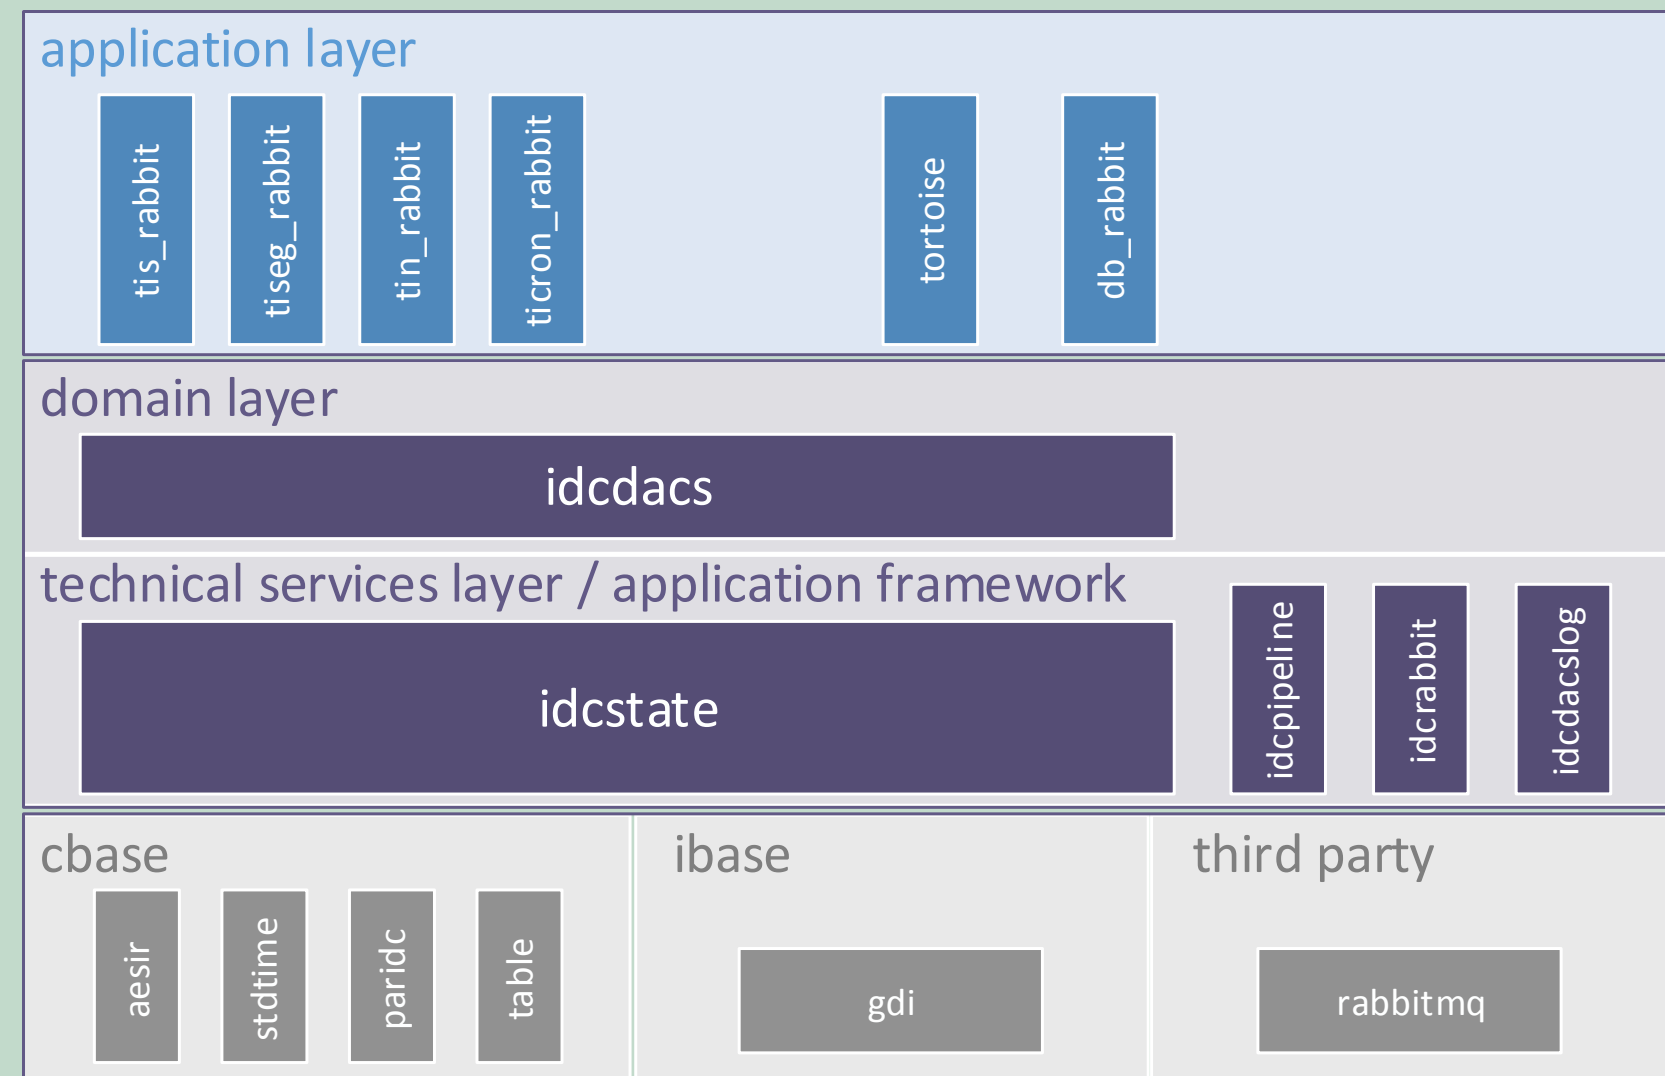 application layer
tis_rabbit
tiseg_rabbit
tin_rabbit
ticron_rabbit
tortoise
db_rabbit
domain layer
idcdacs
technical services layer / application framework
idcstate
idcpipeline
idcrabbit
idcdacslog
cbase
aesir
stdtime
paridc
table
ibase
gdi
third party
rabbitmq